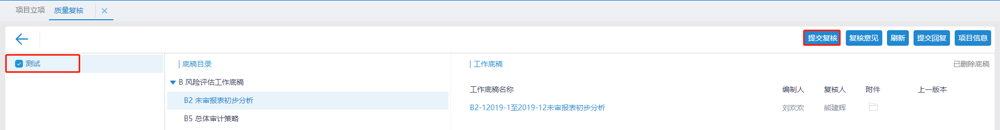 项目立项 质量复核
提交复核 复核意见 刷新 提交回复 项目信息
测试
底稿目录
B 风险评估工作底稿
B2 未审报表初步分析
B5 总体审计策略
工作底稿 已删除底稿
工作底稿名称 编制人 复核人 附件 上一版本
B2-12019-1至2019-12未审报表初步分析 刘欢欢 熊建辉